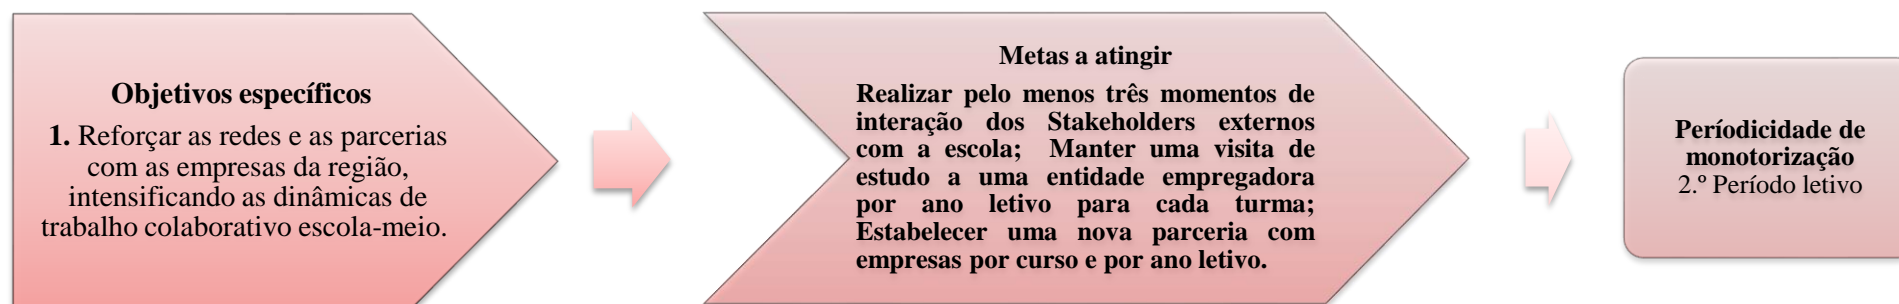 Objetivos específicos
1. Reforçar as redes e as parcerias
com as empresas da região,
intensificando as dinâmicas de
trabalho colaborativo escola-meio.
Metas a atingir
Realizar pelo menos três momentos de
interação dos Stakeholders externos
com a escola; Manter uma visita de
estudo a uma entidade empregadora
por ano letivo para cada turma;
Estabelecer uma nova parceria com
empresas por curso e por ano letivo.
Períodicidade de
monotorização
2.º Período letivo